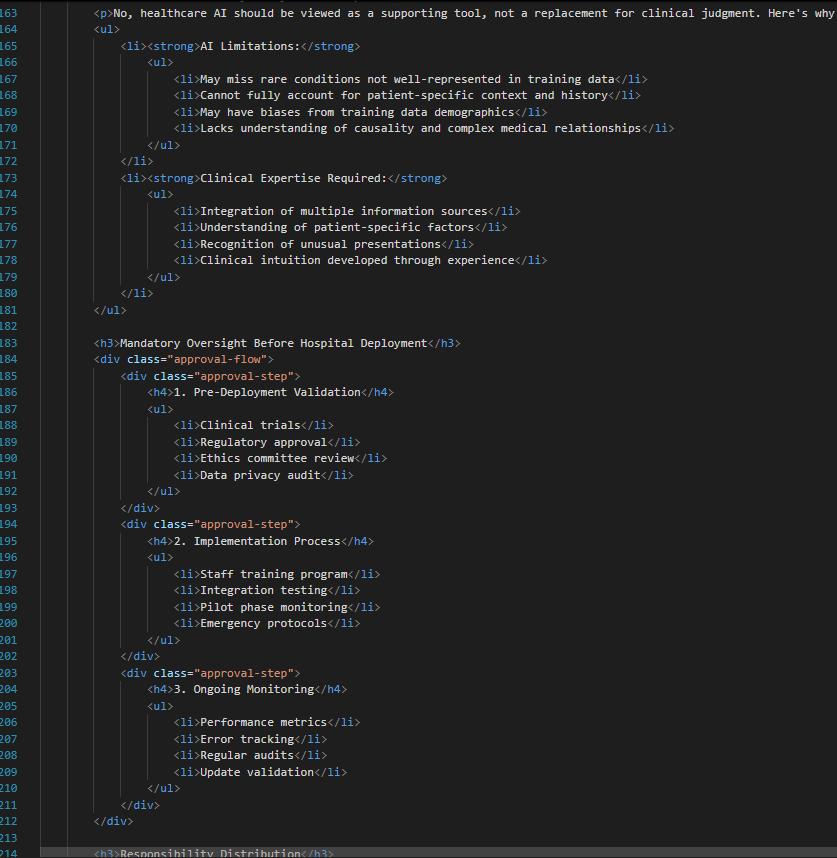 163 <p>No, healthcare AI should be viewed as a supporting tool, not a replacement for clinical judgment. Here's why
164 <ul>
165 <li><strong>AI Limitations:</strong>
166 <ul>
167 <li>May miss rare conditions not well-represented in training data</li>
168 <li>Cannot fully account for patient-specific context and history</li>
169 <li>May have biases from training data demographics</li>
170 <li>Lacks understanding of causality and complex medical relationships</li>
171 </ul>
172 </li>
173 <li><strong>Clinical Expertise Required:</strong>
174 <ul>
175 <li>Integration of multiple information sources</li>
176 <li>Understanding of patient-specific factors</li>
177 <li>Recognition of unusual presentations</li>
178 <li>Clinical intuition developed through experience</li>
179 </ul>
180 </li>
181 </ul>
182
183 <h3>Mandatory Oversight Before Hospital Deployment</h3>
184 <div class="approval-flow">
185 <div class="approval-step">
186 <h4>1. Pre-Deployment Validation</h4>
187 <ul>
188 <li>Clinical trials</li>
189 <li>Regulatory approval</li>
190 <li>Ethics committee review</li>
191 <li>Data privacy audit</li>
192 </ul>
193 </div>
194 <div class="approval-step">
195 <h4>2. Implementation Process</h4>
196 <ul>
197 <li>Staff training program</li>
198 <li>Integration testing</li>
199 <li>Pilot phase monitoring</li>
200 <li>Emergency protocols</li>
201 </ul>
202 </div>
203 <div class="approval-step">
204 <h4>3. Ongoing Monitoring</h4>
205 <ul>
206 <li>Performance metrics</li>
207 <li>Error tracking</li>
208 <li>Regular audits</li>
209 <li>Update validation</li>
210 </ul>
211 </div>
212 </div>
213
214 <h3>Responsibility Distribution</h3>